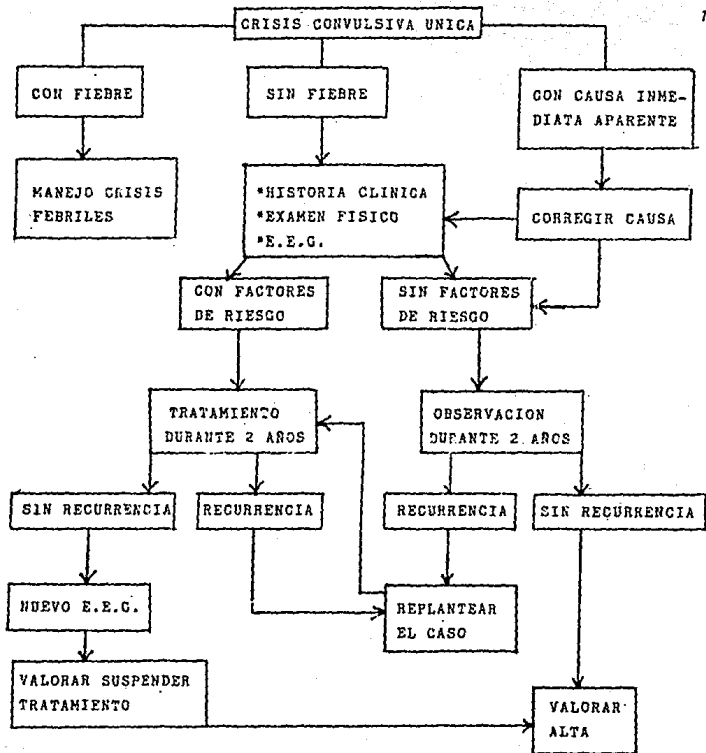 CRISIS CONVULSIVA UNICA
CON FIEBRE
SIN FIEBRE
CON CAUSA INME-
DIATA APARENTE
MANEJO CRISIS
FEBRILES
*HISTORIA CLINICA
*EXAMEN FISICO
*E.E.G.
CORREGIR CAUSA
CON FACTORES
DE RIESGO
SIN FACTORES
DE RIESGO
TRATAMIENTO
DURANTE 2 AÑOS
OBSERVACION
DURANTE 2 AÑOS
SIN RECURRENCIA
RECURRENCIA
RECURRENCIA
SIN RECURRENCIA
NUEVO E.E.G.
REPLANTEAR
EL CASO
VALORAR SUSPENDER
TRATAMIENTO
VALORAR
ALTA